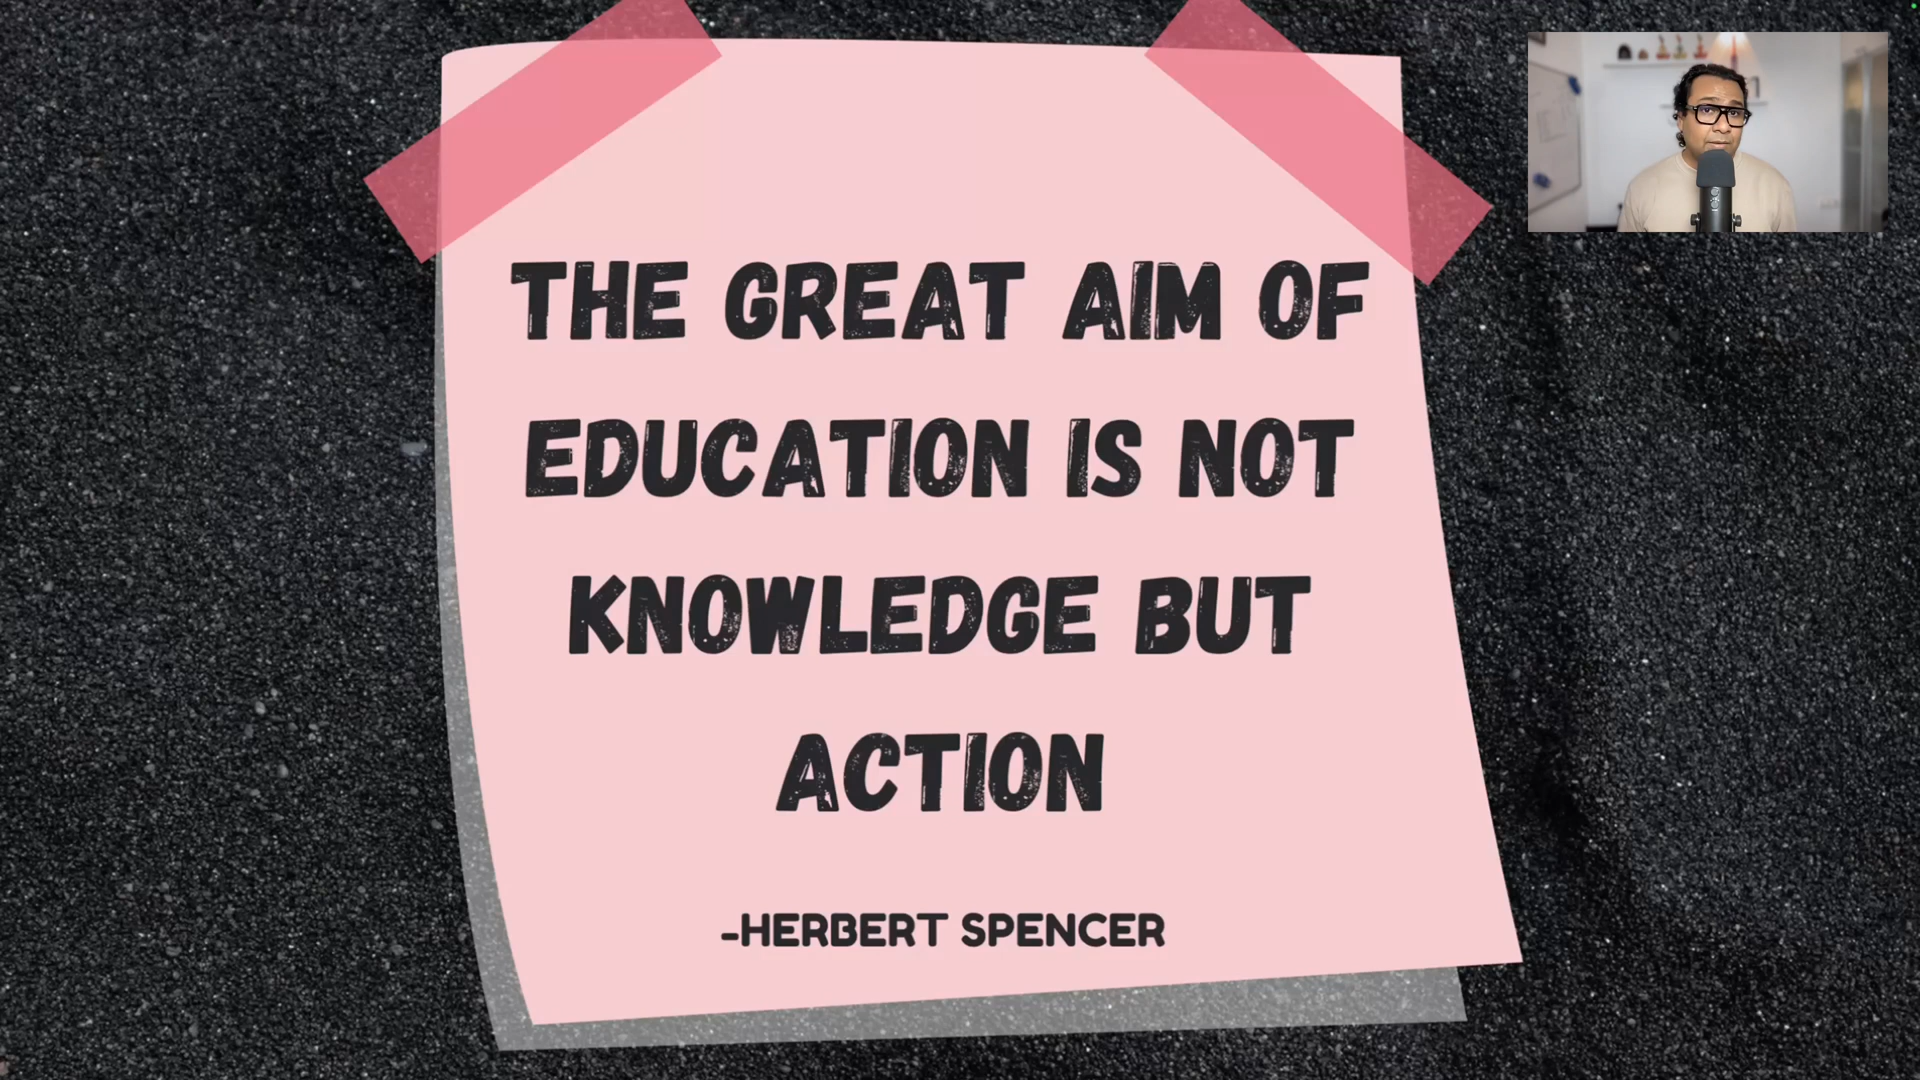 THE GREAT AIM OF
EDUCATION IS NOT
KNOWLEDGE BUT
ACTION
-HERBERT SPENCER